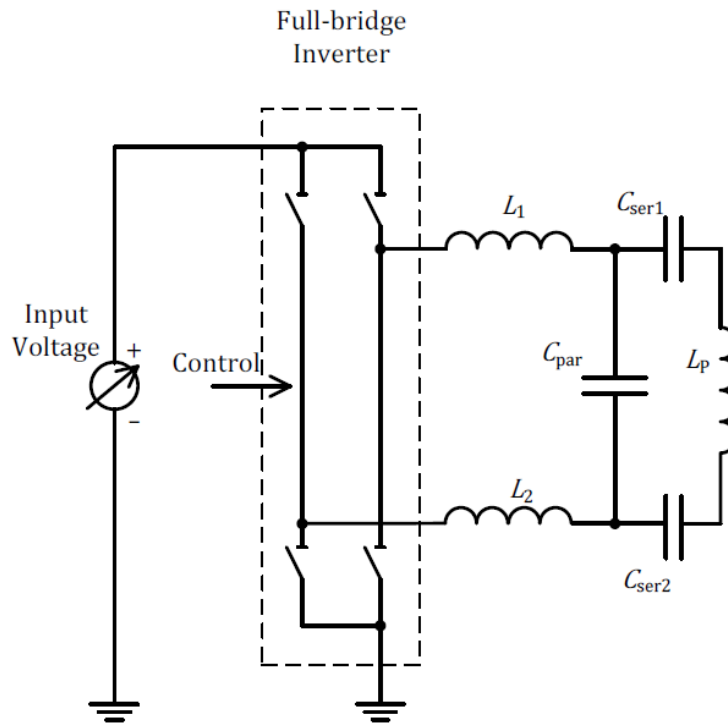 Full-bridge
Inverter
L1
Cser1
Input
Voltage
+
Control
Cpar
LP
−
L2
Cser2